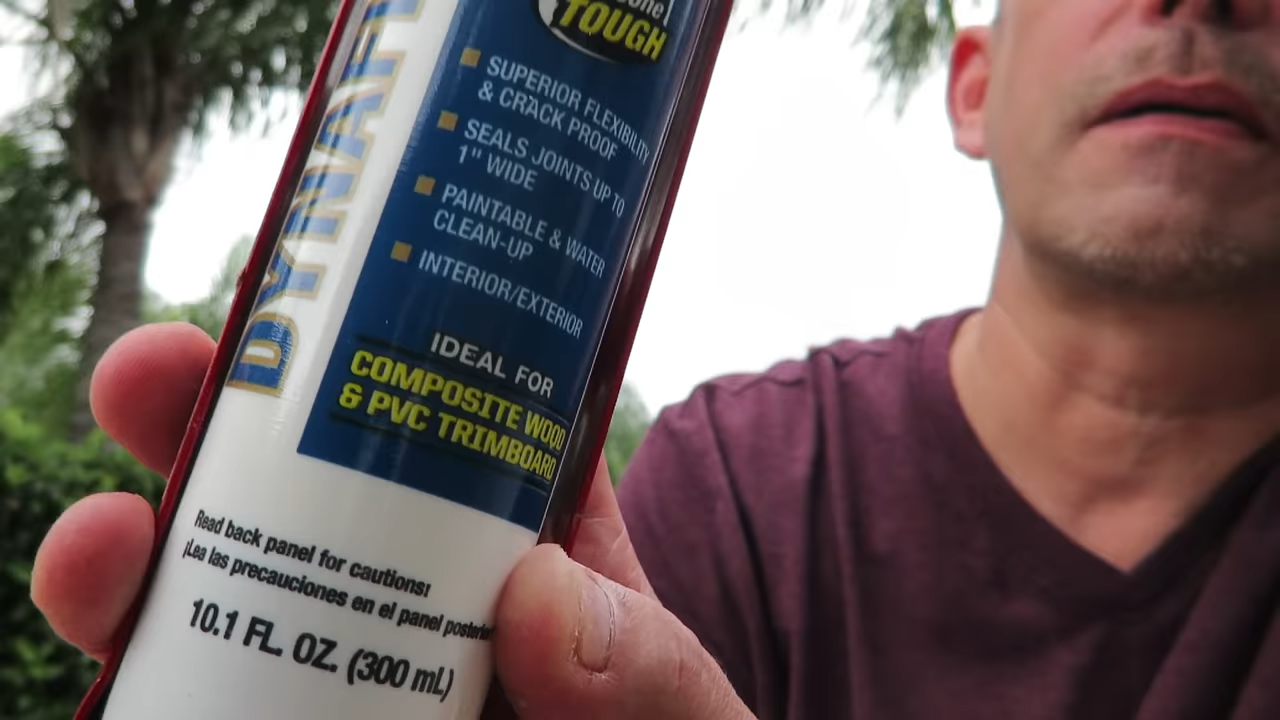 TOUGH
SUPERIOR FLEXIBILITY
& CRACK PROOF
SEALS JOINTS UP TO
1" WIDE
PAINTABLE & WATER
CLEAN-UP
INTERIOR/EXTERIOR
IDEAL FOR
COMPOSITE WOOD
& PVC TRIMBOARD
Read back panel for cautions!
¡Lea las precauciones en el panel
10.1 FL. OZ. (300 mL)